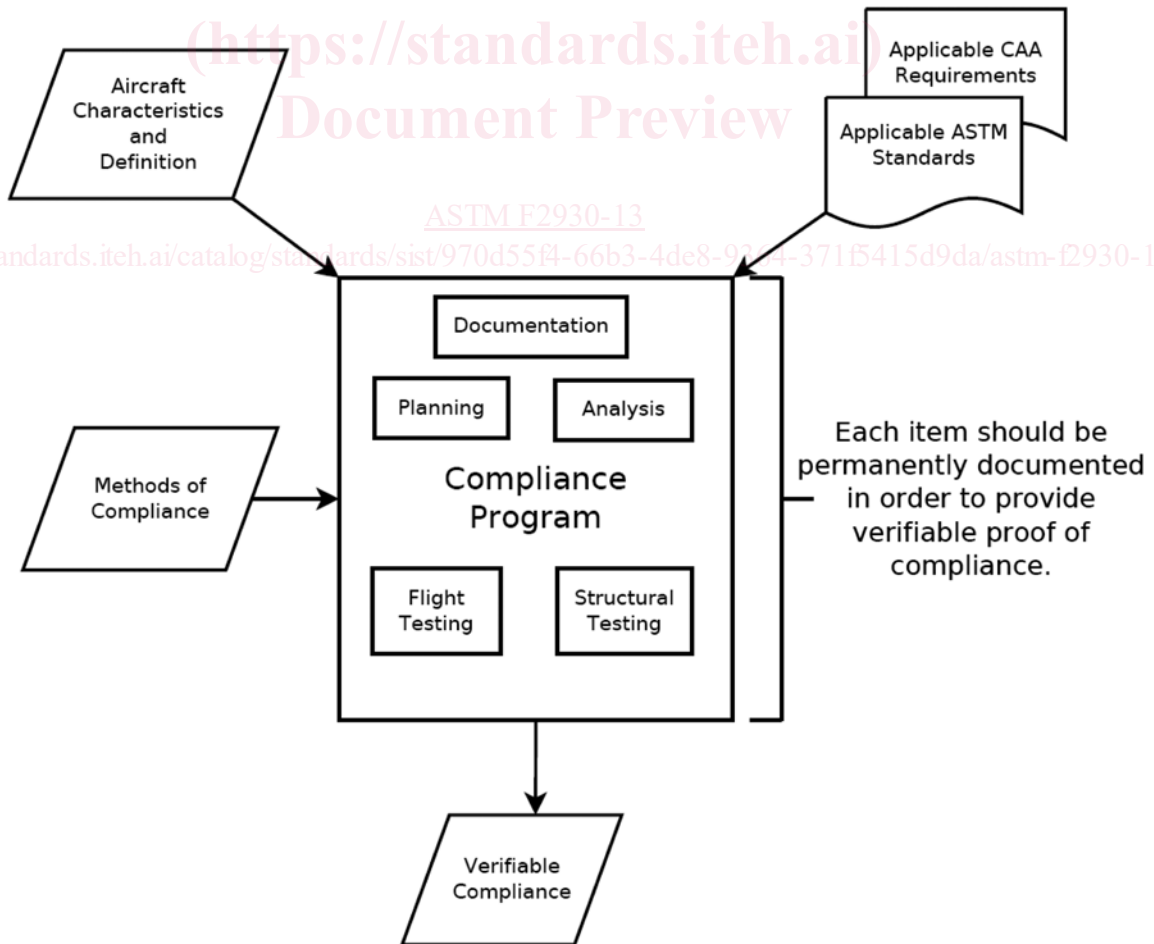 (https://standards.iteh.ai)
Document Preview
ASTM F2930-13
andards.iteh.ai/catalog/standards/sist/970d55f4-66b3-4de8-9364-371f5415d9da/astm-f2930-1
Aircraft
Characteristics
and
Definition
Applicable CAA
Requirements
Applicable ASTM
Standards
Documentation
Planning
Analysis
Methods of
Compliance
Compliance
Program
Each item should be
permanently documented
in order to provide
verifiable proof of
compliance.
Flight
Testing
Structural
Testing
Verifiable
Compliance